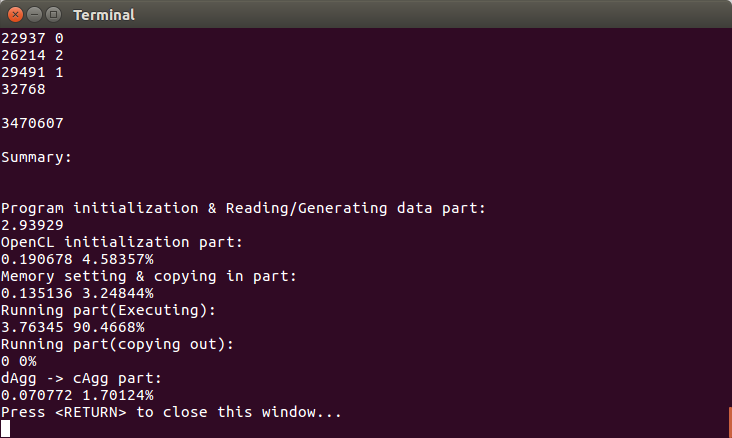 Terminal
22937 0
26214 2
29491 1
32768
3470607
Summary:
Program initialization & Reading/Generating data part:
2.93929
OpenCL initialization part:
0.190678 4.58357%
Memory setting & copying in part:
0.135136 3.24844%
Running part(Executing):
3.76345 90.4668%
Running part(copying out):
0 0%
dAgg -> cAgg part:
0.070772 1.70124%
Press <RETURN> to close this window...